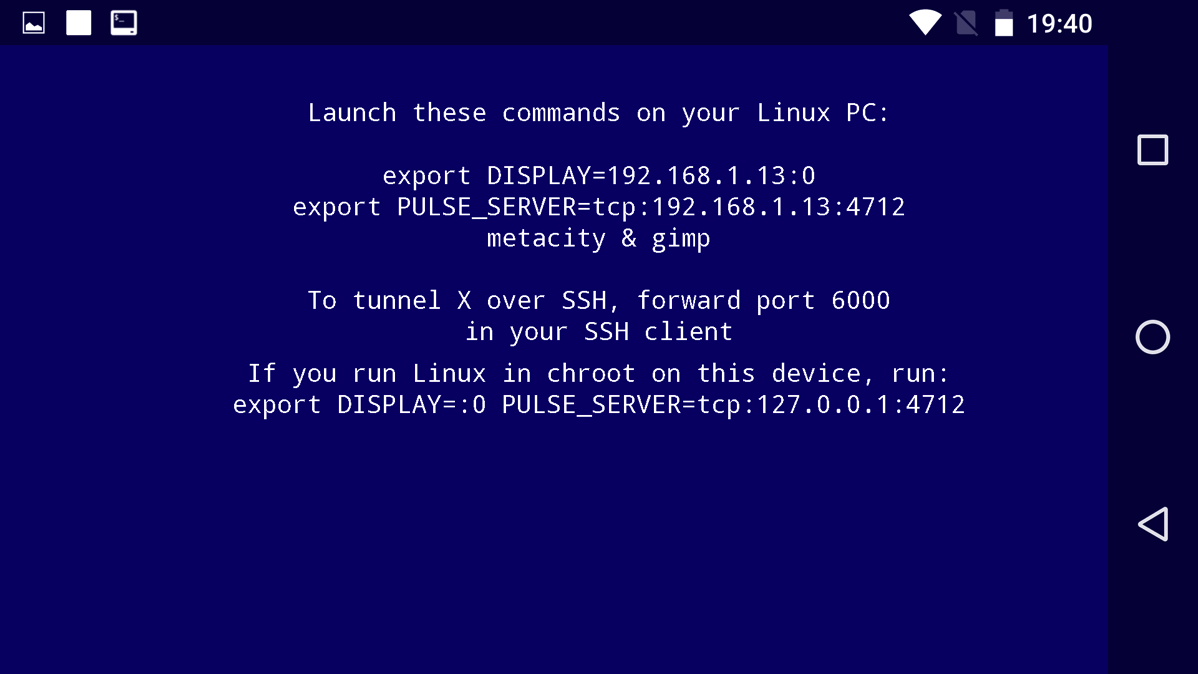 19:40
Launch these commands on your Linux PC:
export DISPLAY=192.168.1.13:0
export PULSE_SERVER=tcp:192.168.1.13:4712
metacity & gimp
To tunnel X over SSH, forward port 6000
in your SSH client
If you run Linux in chroot on this device, run:
export DISPLAY=:0 PULSE_SERVER=tcp:127.0.0.1:4712